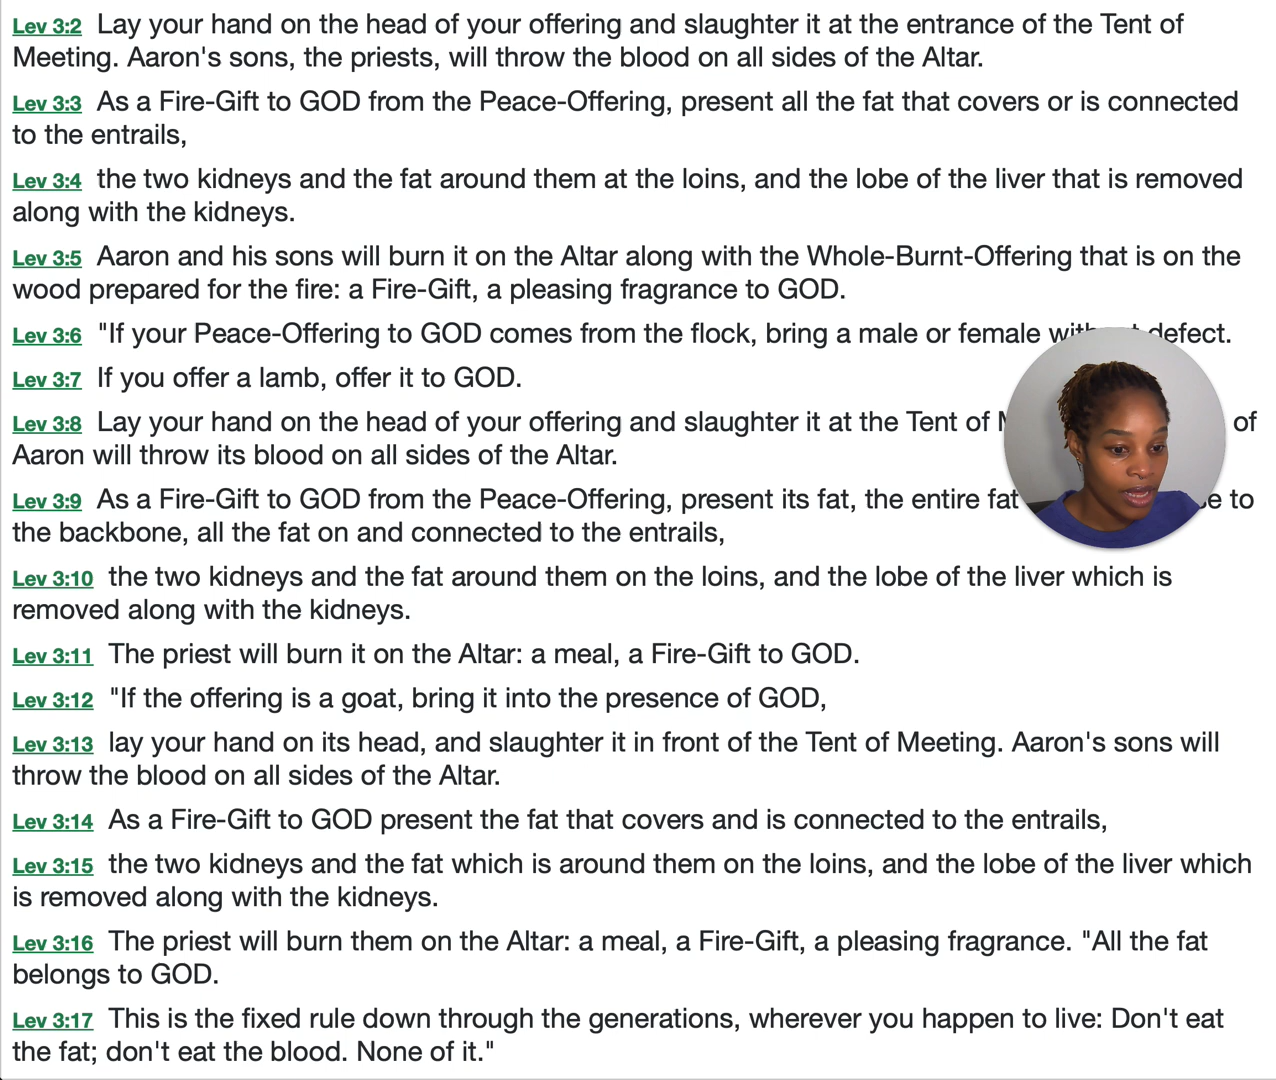 Lev 3:2 Lay your hand on the head of your offering and slaughter it at the entrance of the Tent of
Meeting. Aaron's sons, the priests, will throw the blood on all sides of the Altar.
Lev 3:3 As a Fire-Gift to GOD from the Peace-Offering, present all the fat that covers or is connected
to the entrails,
Lev 3:4 the two kidneys and the fat around them at the loins, and the lobe of the liver that is removed
along with the kidneys.
Lev 3:5 Aaron and his sons will burn it on the Altar along with the Whole-Burnt-Offering that is on the
wood prepared for the fire: a Fire-Gift, a pleasing fragrance to GOD.
Lev 3:6 "If your Peace-Offering to GOD comes from the flock, bring a male or female without defect.
Lev 3:7 If you offer a lamb, offer it to GOD.
Lev 3:8 Lay your hand on the head of your offering and slaughter it at the Tent of of
Aaron will throw its blood on all sides of the Altar.
Lev 3:9 As a Fire-Gift to GOD from the Peace-Offering, present its fat, the entire fat to
the backbone, all the fat on and connected to the entrails,
Lev 3:10 the two kidneys and the fat around them on the loins, and the lobe of the liver which is
removed along with the kidneys.
Lev 3:11 The priest will burn it on the Altar: a meal, a Fire-Gift to GOD.
Lev 3:12 "If the offering is a goat, bring it into the presence of GOD,
Lev 3:13 lay your hand on its head, and slaughter it in front of the Tent of Meeting. Aaron's sons will
throw the blood on all sides of the Altar.
Lev 3:14 As a Fire-Gift to GOD present the fat that covers and is connected to the entrails,
Lev 3:15 the two kidneys and the fat which is around them on the loins, and the lobe of the liver which
is removed along with the kidneys.
Lev 3:16 The priest will burn them on the Altar: a meal, a Fire-Gift, a pleasing fragrance. "All the fat
belongs to GOD.
Lev 3:17 This is the fixed rule down through the generations, wherever you happen to live: Don't eat
the fat; don't eat the blood. None of it."